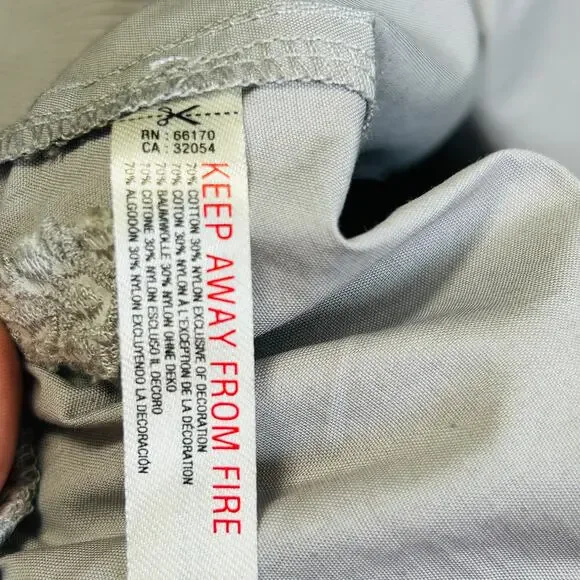 RN : 66170
CA : 32054
KEEP AWAY FROM FIRE
70% COTTON 30% NYLON EXCLUSIVE OF DECORATION
70% COTON 30% NYLON À L'EXCEPTION DE LA DÉCORATION
70% BAUMWOLLE 30% NYLON OHNE DEKO
70% COTONE 30% NYLON ESCLUSO IL DECORO
70% ALGODÓN 30% NYLON EXCLUYENDO LA DECORACIÓN